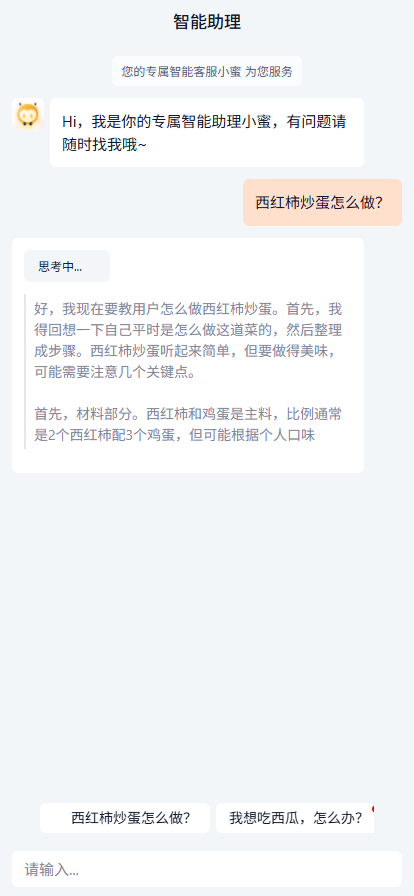 智能助理
您的专属智能客服小蜜 为您服务
Hi，我是你的专属智能助理小蜜，有问题请
随时找我哦~
西红柿炒蛋怎么做？
思考中...
好，我现在要教用户怎么做西红柿炒蛋。首先，我
得回想一下自己平时是怎么做这道菜的，然后整理
成步骤。西红柿炒蛋听起来简单，但要做得美味，
可能需要注意几个关键点。
首先，材料部分。西红柿和鸡蛋是主料，比例通常
是2个西红柿配3个鸡蛋，但可能根据个人口味
西红柿炒蛋怎么做？
我想吃西瓜，怎么办？
请输入...